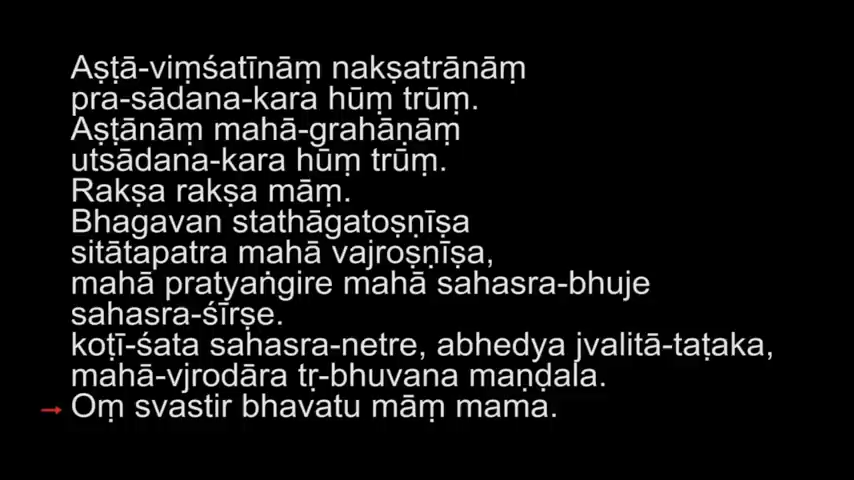 Aṣṭā-viṃśatīnāṃ nakṣatrānāṃ
pra-sādana-kara hūṃ trūṃ.
Aṣṭānāṃ mahā-grahāṇāṃ
utsādana-kara hūṃ trūṃ.
Rakṣa rakṣa māṃ.
Bhagavan stathāgatoṣṇīṣa
sitātapatra mahā vajroṣṇīṣa,
mahā pratyaṅgire mahā sahasra-bhuje
sahasra-śīrṣe.
koṭī-śata sahasra-netre, abhedya jvalitā-taṭaka,
mahā-vjrodāra tṛ-bhuvana maṇḍala.
Oṃ svastir bhavatu māṃ mama.